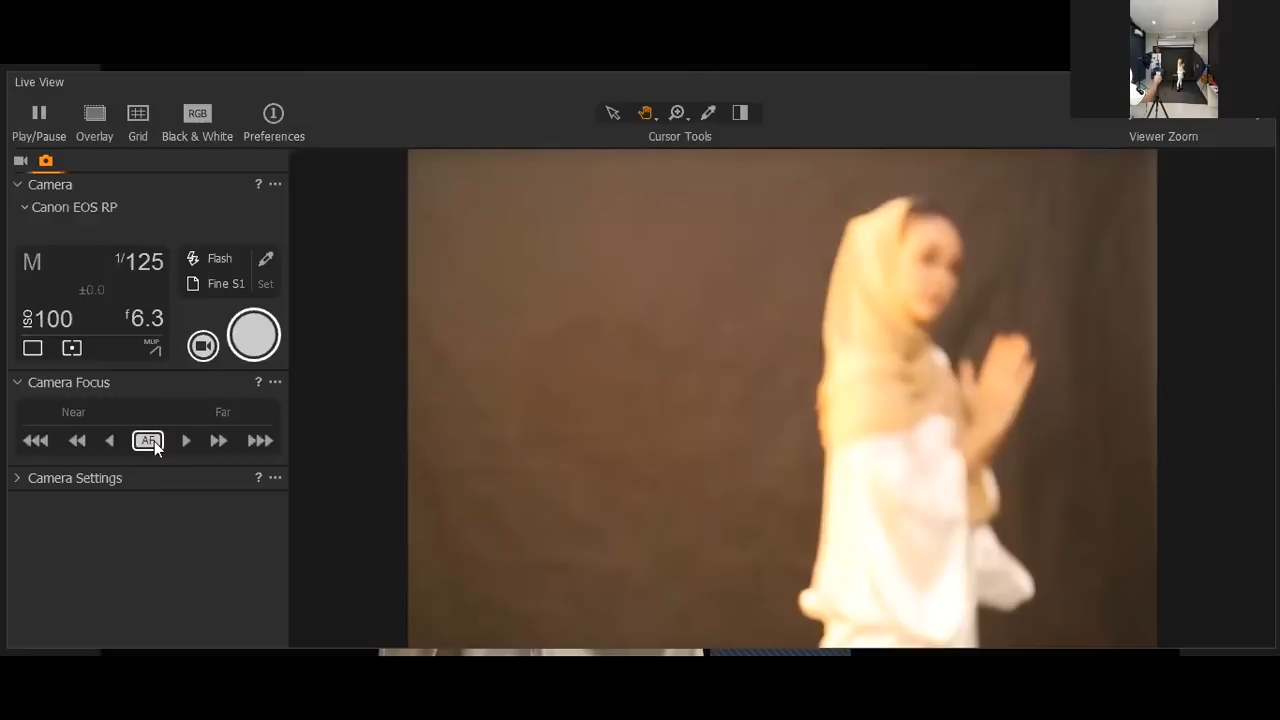 Live View
Play/Pause
Overlay
Grid
RGB
Black & White
Preferences
Cursor Tools
Viewer Zoom
Camera
? ...
Canon EOS RP
M
1/125
±0.0
ISO 100
f6.3
MUP
Flash
Fine S1
Set
Camera Focus
? ...
Near
Far
AF
Camera Settings
? ...